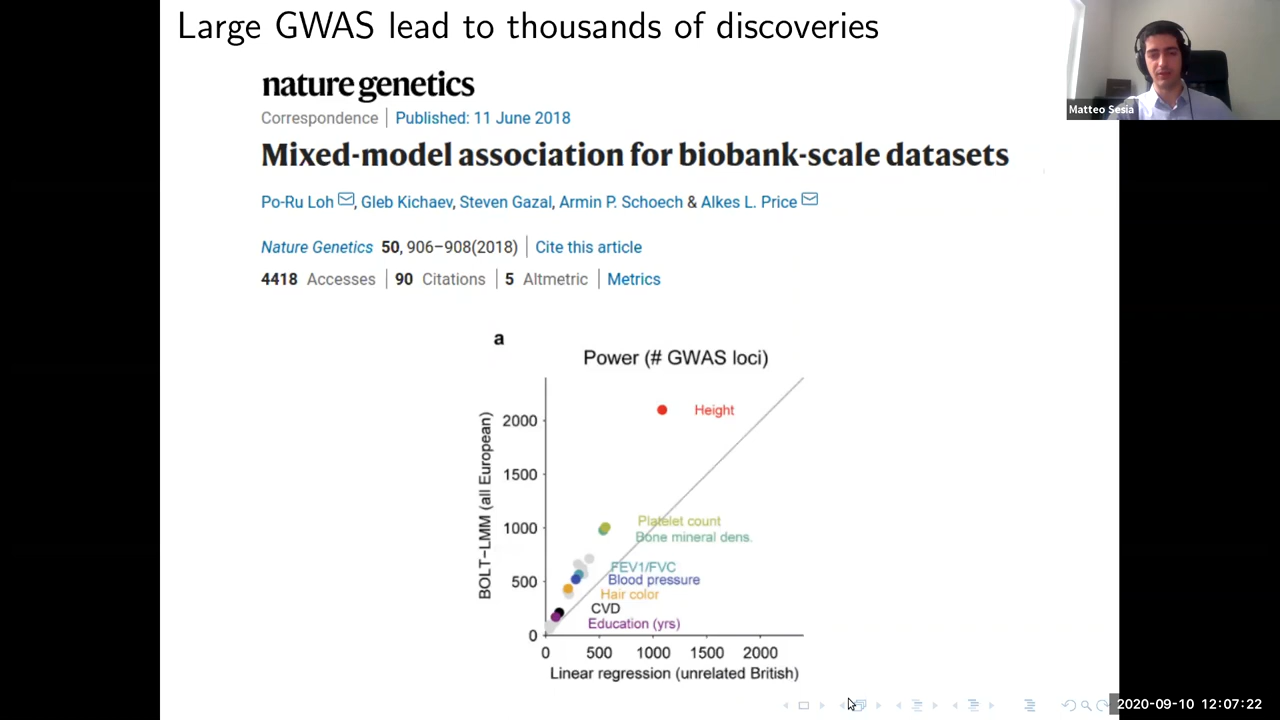 Large GWAS lead to thousands of discoveries
Matteo Sesia
nature genetics
Correspondence | Published: 11 June 2018
Mixed-model association for biobank-scale datasets
Po-Ru Loh, Gleb Kichaev, Steven Gazal, Armin P. Schoech & Alkes L. Price
Nature Genetics 50, 906–908(2018) | Cite this article
4418 Accesses | 90 Citations | 5 Altmetric | Metrics
a
Power (# GWAS loci)
BOLT−LMM (all European)
2000
1500
1000
500
0
Height
Platelet count
Bone mineral dens.
FEV1/FVC
Blood pressure
Hair color
CVD
Education (yrs)
0 500 1000 1500 2000
Linear regression (unrelated British)
2020-09-10 12:07:22